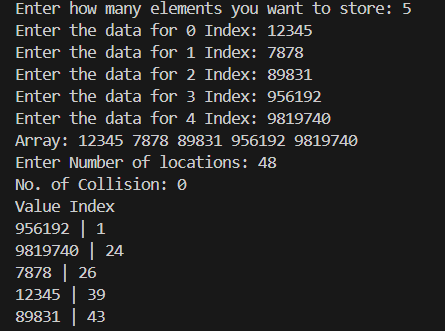 Enter how many elements you want to store: 5
Enter the data for 0 Index: 12345
Enter the data for 1 Index: 7878
Enter the data for 2 Index: 89831
Enter the data for 3 Index: 956192
Enter the data for 4 Index: 9819740
Array: 12345 7878 89831 956192 9819740
Enter Number of locations: 48
No. of Collision: 0
Value Index
956192 | 1
9819740 | 24
7878 | 26
12345 | 39
89831 | 43